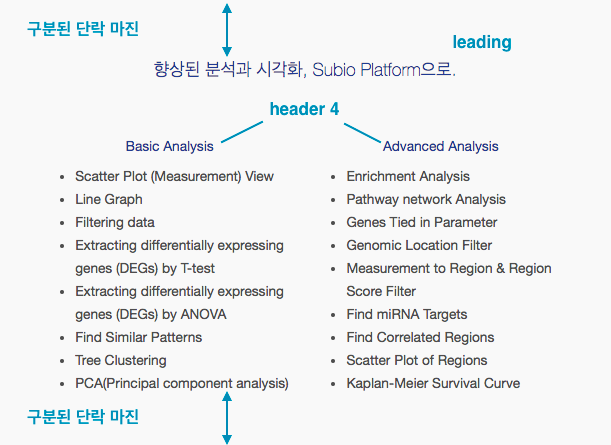 구분된 단락 마진
leading
향상된 분석과 시각화, Subio Platform으로.
header 4
Basic Analysis
• Scatter Plot (Measurement) View
• Line Graph
• Filtering data
• Extracting differentially expressing
genes (DEGs) by T-test
• Extracting differentially expressing
genes (DEGs) by ANOVA
• Find Similar Patterns
• Tree Clustering
• PCA(Principal component analysis)
Advanced Analysis
• Enrichment Analysis
• Pathway network Analysis
• Genes Tied in Parameter
• Genomic Location Filter
• Measurement to Region & Region
Score Filter
• Find miRNA Targets
• Find Correlated Regions
• Scatter Plot of Regions
• Kaplan-Meier Survival Curve
구분된 단락 마진